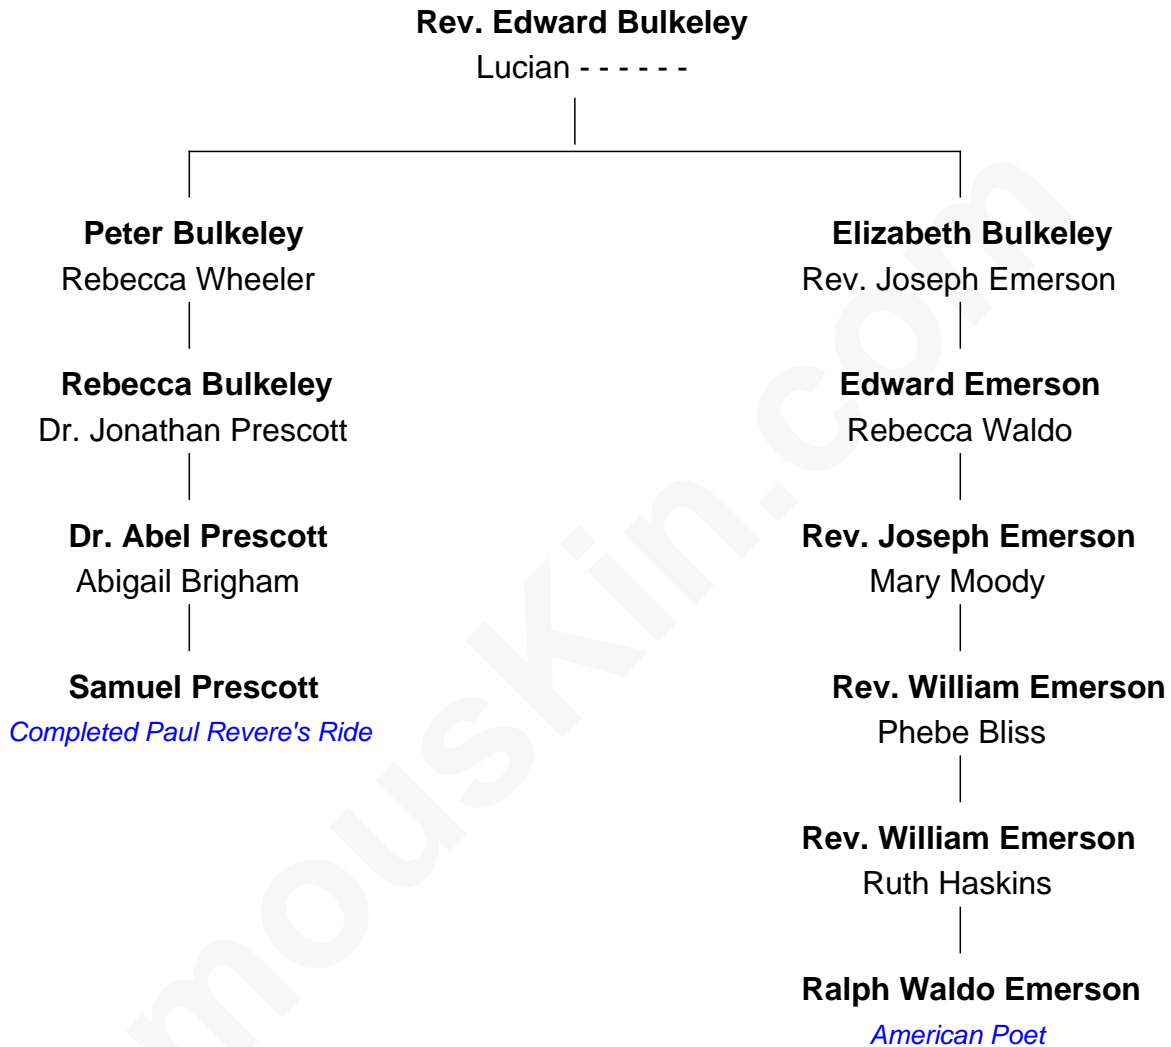 Rev. Edward Bulkeley
Lucian - - - - - -
Peter Bulkeley
Rebecca Wheeler
Elizabeth Bulkeley
Rev. Joseph Emerson
Rebecca Bulkeley
Dr. Jonathan Prescott
Edward Emerson
Rebecca Waldo
Dr. Abel Prescott
Abigail Brigham
Rev. Joseph Emerson
Mary Moody
Samuel Prescott
Completed Paul Revere's Ride
Rev. William Emerson
Phebe Bliss
Rev. William Emerson
Ruth Haskins
Ralph Waldo Emerson
American Poet
mousKin.com